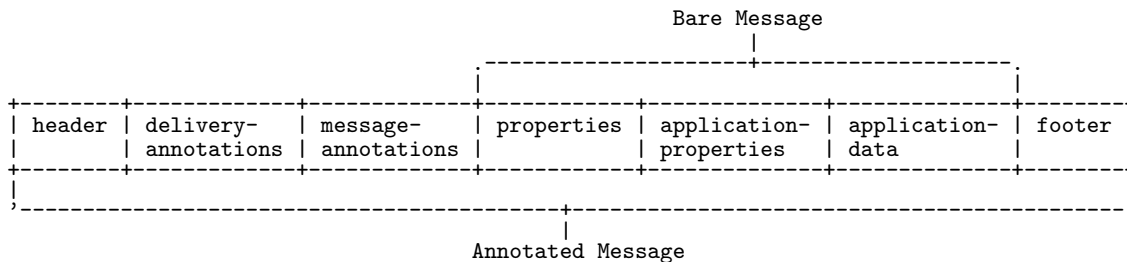 Bare Message
header | delivery- | message- | properties | application- | application- | footer
annotations | annotations | properties | data
Annotated Message